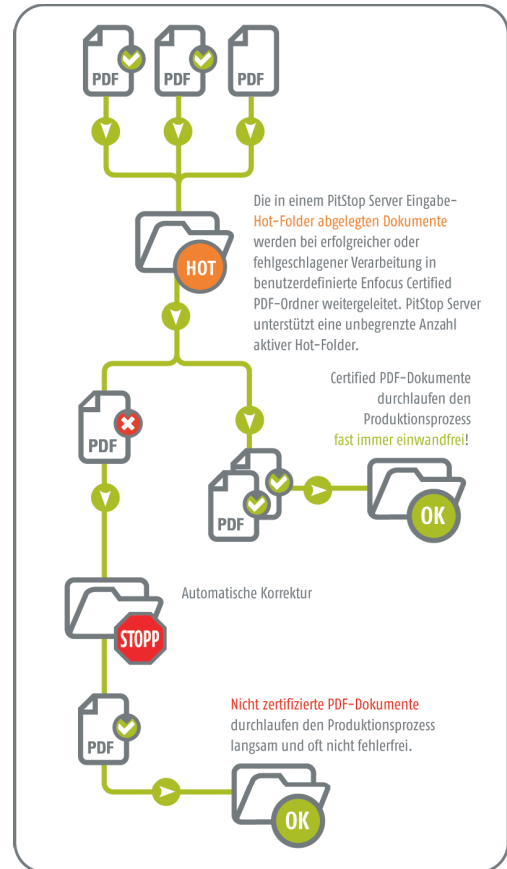 PDF
PDF
PDF
Die in einem PitStop Server Eingabe-
Hot-Folder abgelegten Dokumente
werden bei erfolgreicher oder
fehlgeschlagener Verarbeitung in
benutzerdefinierte Enfocus Certified
PDF-Ordner weitergeleitet. PitStop Server
unterstützt eine unbegrenzte Anzahl
aktiver Hot-Folder.
HOT
Certified PDF-Dokumente
durchlaufen den
Produktionsprozess
fast immer einwandfrei!
PDF
PDF
OK
Automatische Korrektur
STOPP
Nicht zertifizierte PDF-Dokumente
durchlaufen den Produktionsprozess
langsam und oft nicht fehlerfrei.
PDF
OK